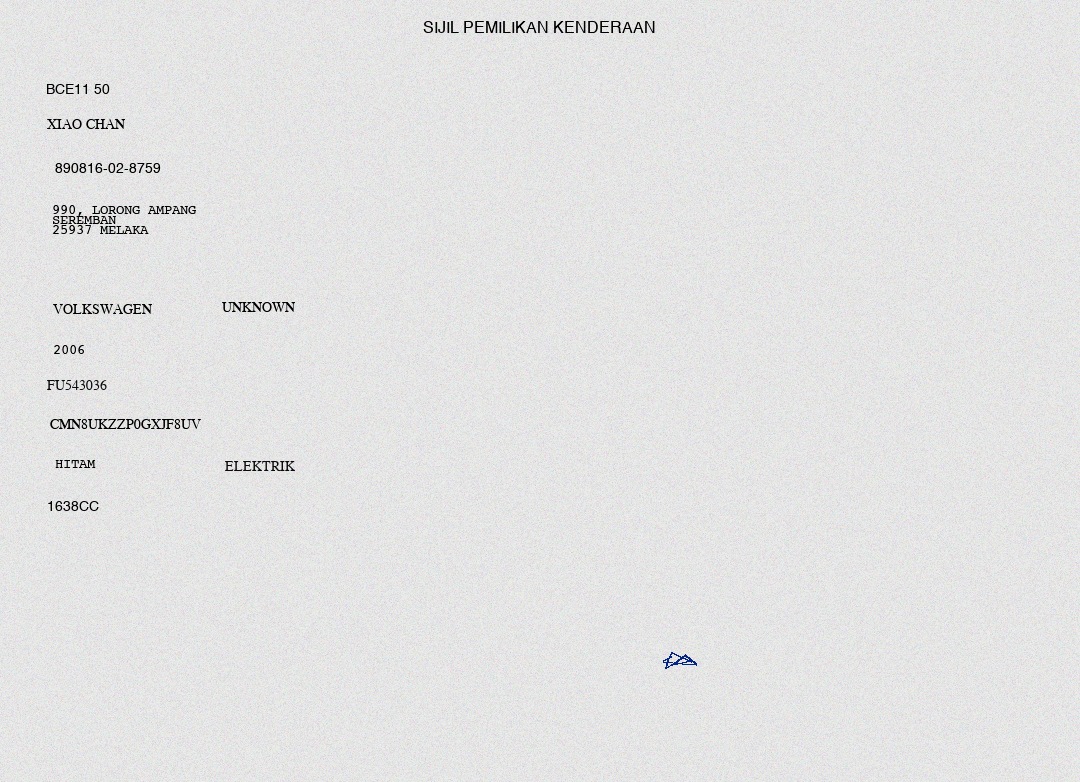 SIJIL PEMILIKAN KENDERAAN
BCE11 50
XIAO CHAN
890816-02-8759
990, LORONG AMPANG
SEREMBAN
25937 MELAKA
VOLKSWAGEN UNKNOWN
2006
FU543036
CMN8UKZZP0GXJF8UV
HITAM ELEKTRIK
1638CC